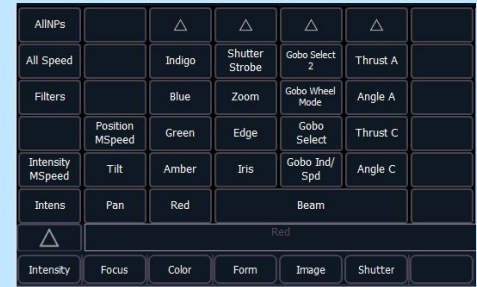 AllNPs
All Speed
Indigo
Shutter
Strobe
Gobo Select
2
Thrust A
Filters
Blue
Zoom
Gobo Wheel
Mode
Angle A
Position
MSpeed
Green
Edge
Gobo
Select
Thrust C
Intensity
MSpeed
Tilt
Amber
Iris
Gobo Ind/
Spd
Angle C
Intens
Pan
Red
Beam
Red
Intensity
Focus
Color
Form
Image
Shutter